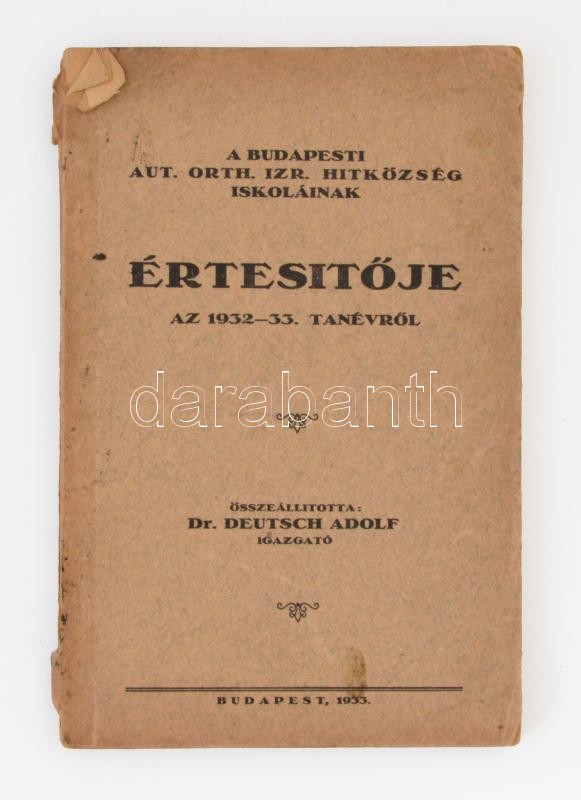 A BUDAPESTI
AUT. ORTH. IZR. HITKÖZSÉG
ISKOLÁINAK
ÉRTESITŐJE
AZ 1932—33. TANÉVRŐL
darabanth
ÖSSZEÁLLITOTTA:
Dr. DEUTSCH ADOLF
IGAZGATÓ
BUDAPEST, 1933.